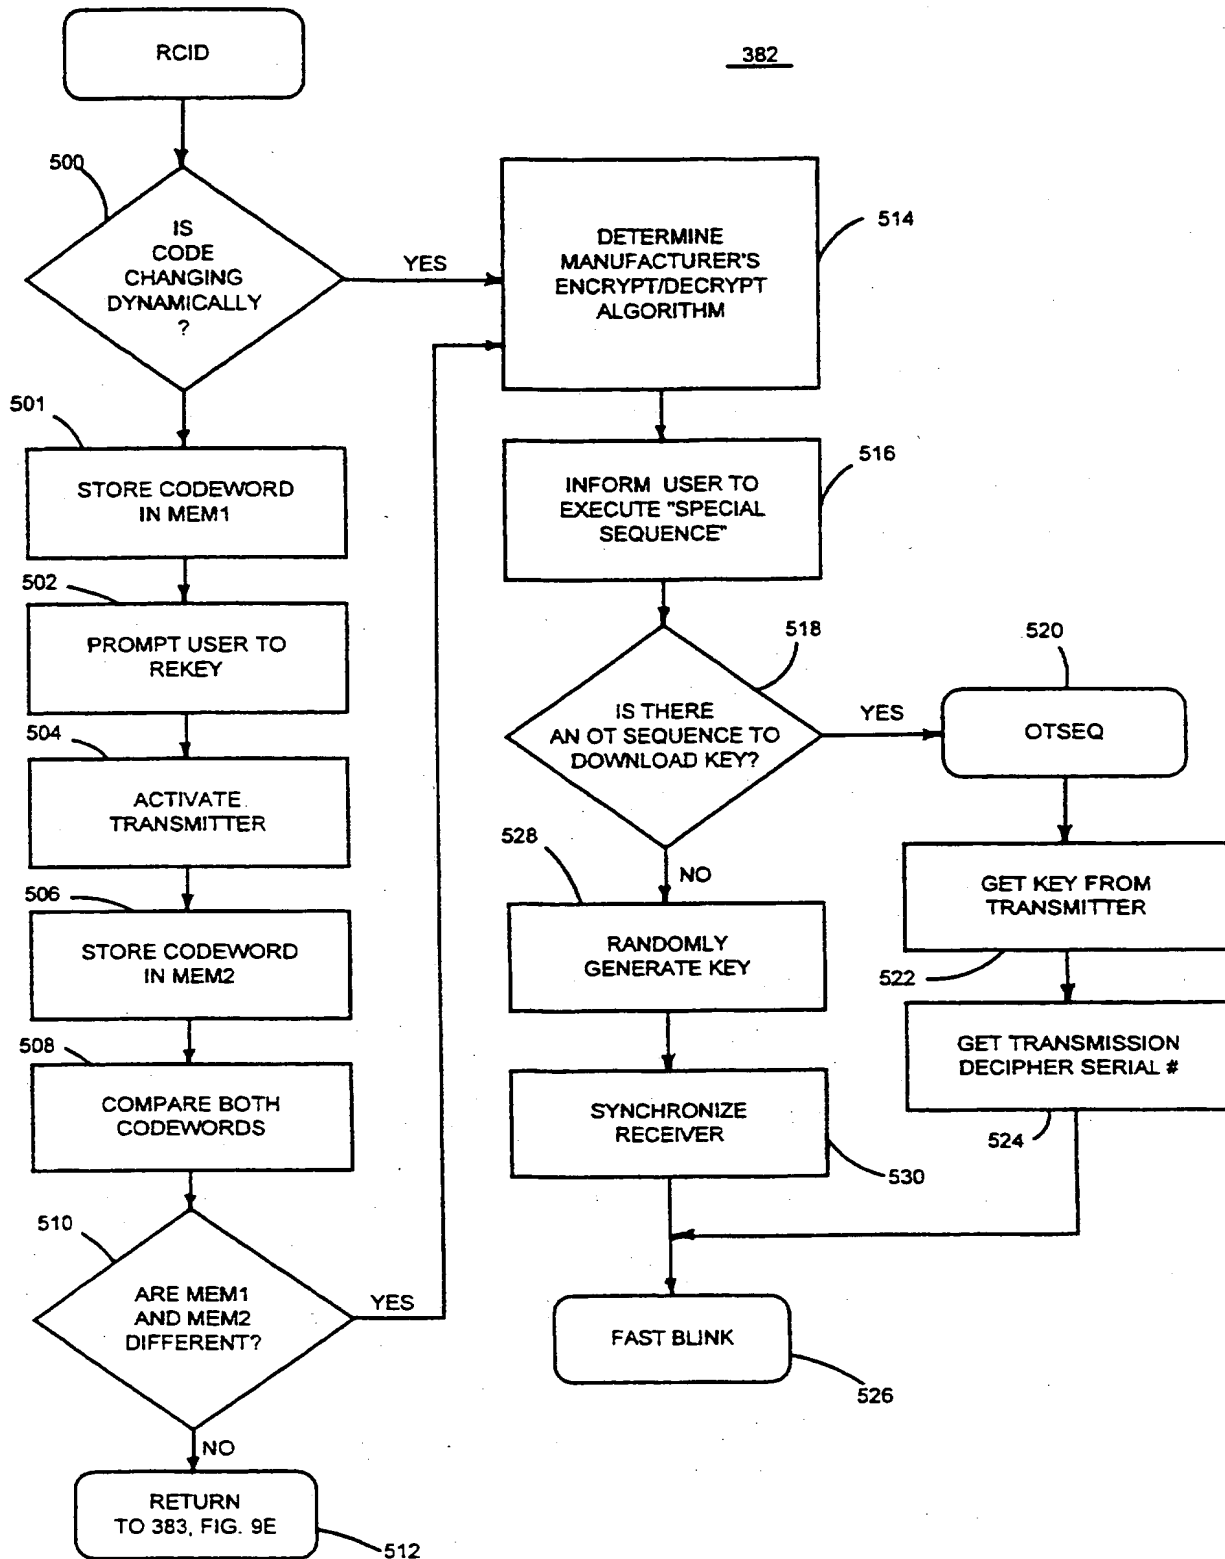 RCID
382
500
IS
CODE
CHANGING
DYNAMICALLY
?
YES
501
STORE CODEWORD
IN MEM1
502
PROMPT USER TO
REKEY
504
ACTIVATE
TRANSMITTER
506
STORE CODEWORD
IN MEM2
508
COMPARE BOTH
CODEWORDS
510
ARE MEM1
AND MEM2
DIFFERENT?
YES
NO
RETURN
TO 383, FIG. 9E
512
DETERMINE
MANUFACTURER'S
ENCRYPT/DECRYPT
ALGORITHM
514
INFORM USER TO
EXECUTE "SPECIAL
SEQUENCE"
516
IS THERE
AN OT SEQUENCE TO
DOWNLOAD KEY?
518
YES
NO
520
OTSEQ
GET KEY FROM
TRANSMITTER
522
GET TRANSMISSION
DECIPHER SERIAL #
524
528
RANDOMLY
GENERATE KEY
SYNCHRONIZE
RECEIVER
530
FAST BLINK
526